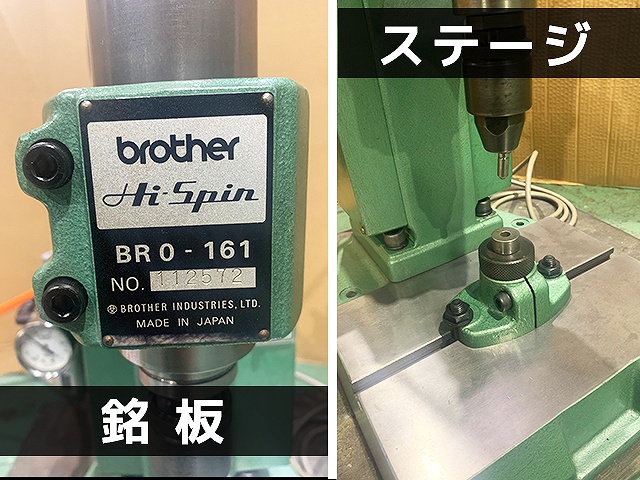 brother
Hi-Spin
BR0-161
NO. 112572
Ⓟ BROTHER INDUSTRIES, LTD.
MADE IN JAPAN
銘板
ステージ